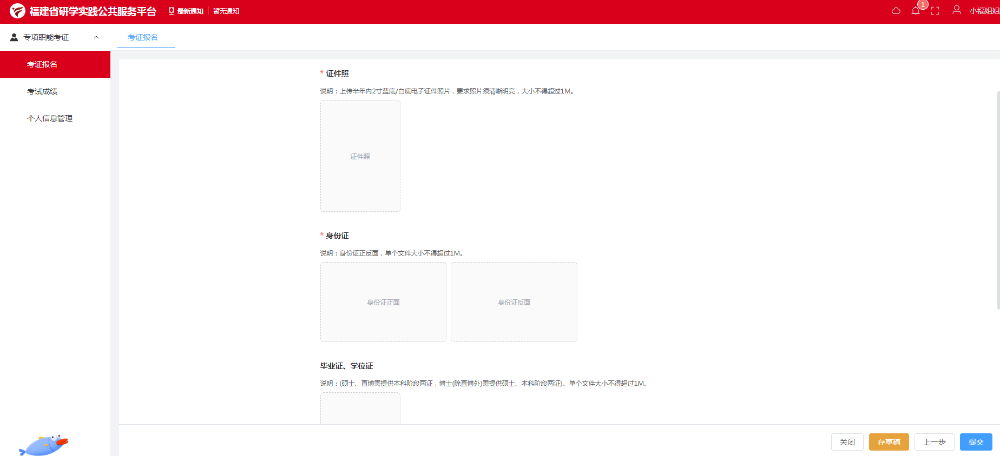 福建省研学实践公共服务平台
最新通知
暂无通知
1
小福姐姐
专项职能考证
考证报名
考证报名
考试成绩
个人信息管理
* 证件照
说明：上传半年内2寸蓝底/白底电子证件照片，要求照片须清晰明亮，大小不得超过1M。
证件照
* 身份证
说明：身份证正反面，单个文件大小不得超过1M。
身份证正面
身份证反面
毕业证、学位证
说明：(硕士、直博需提供本科阶段两证，博士(除直博外)需提供硕士、本科阶段两证)。单个文件大小不得超过1M。
关闭
存草稿
上一步
提交